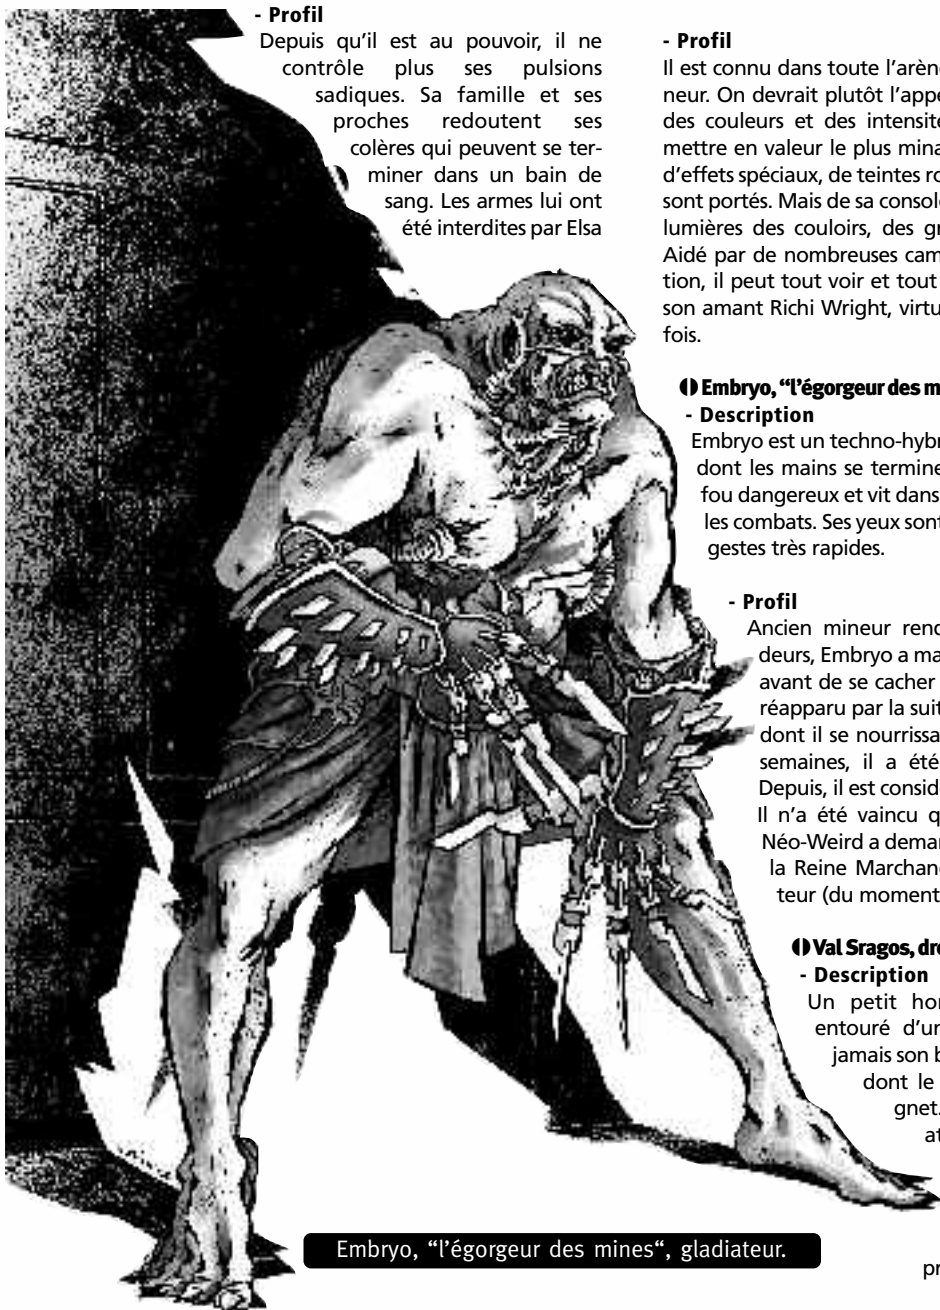 - Profil
Depuis qu'il est au pouvoir, il ne
contrôle plus ses pulsions
sadiques. Sa famille et ses
proches redoutent ses
colères qui peuvent se ter-
miner dans un bain de
sang. Les armes lui ont
été interdites par Elsa
- Profil
Il est connu dans toute l'arèn
neur. On devrait plutôt l'appe
des couleurs et des intensité
mettre en valeur le plus mina
d'effets spéciaux, de teintes ro
sont portés. Mais de sa consol
lumières des couloirs, des gr
Aidé par de nombreuses cam
tion, il peut tout voir et tout
son amant Richi Wright, virtu
fois.
Embryo, “l'égorgeur des m
- Description
Embryo est un techno-hybr
dont les mains se termine
fou dangereux et vit dans
les combats. Ses yeux sont
gestes très rapides.
- Profil
Ancien mineur rend
deurs, Embryo a ma
avant de se cacher
réapparu par la suit
dont il se nourrissa
semaines, il a été
Depuis, il est consid
Il n'a été vaincu q
Néo-Weird a demar
la Reine Marchan
teur (du moment
Val Sragos, dr
- Description
Un petit hor
entouré d'un
jamais son b
dont le
gnet.
at
Embryo, “l'égorgeur des mines“, gladiateur.
pr